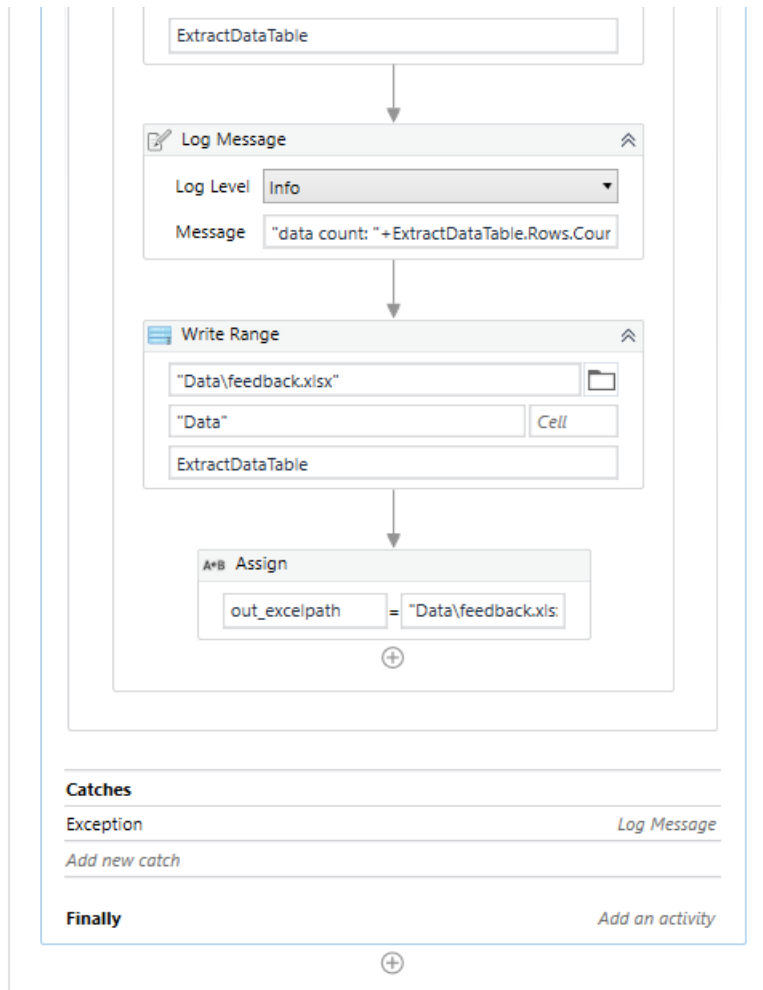 ExtractDataTable
Log Message
Log Level Info
Message "data count: "+ExtractDataTable.Rows.Cour
Write Range
"Data\feedback.xlsx"
"Data" Cell
ExtractDataTable
A+B Assign
out_excelpath = "Data\feedback.xls:
Catches
Exception Log Message
Add new catch
Finally Add an activity